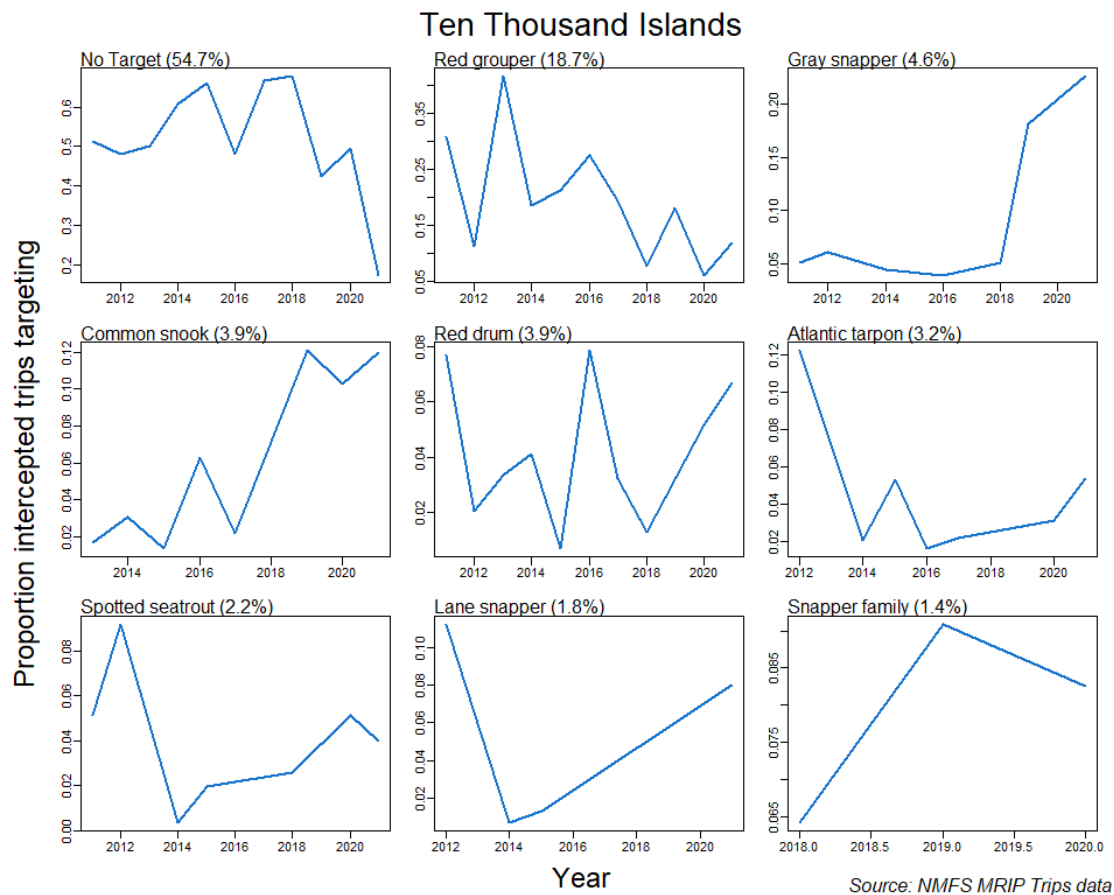 Ten Thousand Islands
No Target (54.7%)
0.2 0.3 0.4 0.5 0.6
2012 2014 2016 2018 2020
Red grouper (18.7%)
0.05 0.15 0.25 0.35
2012 2014 2016 2018 2020
Gray snapper (4.6%)
0.05 0.10 0.15 0.20
2012 2014 2016 2018 2020
Common snook (3.9%)
0.02 0.04 0.06 0.08 0.10 0.12
2014 2016 2018 2020
Red drum (3.9%)
0.02 0.04 0.06 0.08
2012 2014 2016 2018 2020
Atlantic tarpon (3.2%)
0.02 0.04 0.06 0.08 0.12
2012 2014 2016 2018 2020
Spotted seatrout (2.2%)
0.00 0.02 0.04 0.06 0.08
2012 2014 2016 2018 2020
Lane snapper (1.8%)
0.02 0.04 0.06 0.08 0.10
2012 2014 2016 2018 2020
Snapper family (1.4%)
0.065 0.075 0.085
2018.0 2018.5 2019.0 2019.5 2020.0
Proportion intercepted trips targeting
Year
Source: NMFS MRIP Trips data